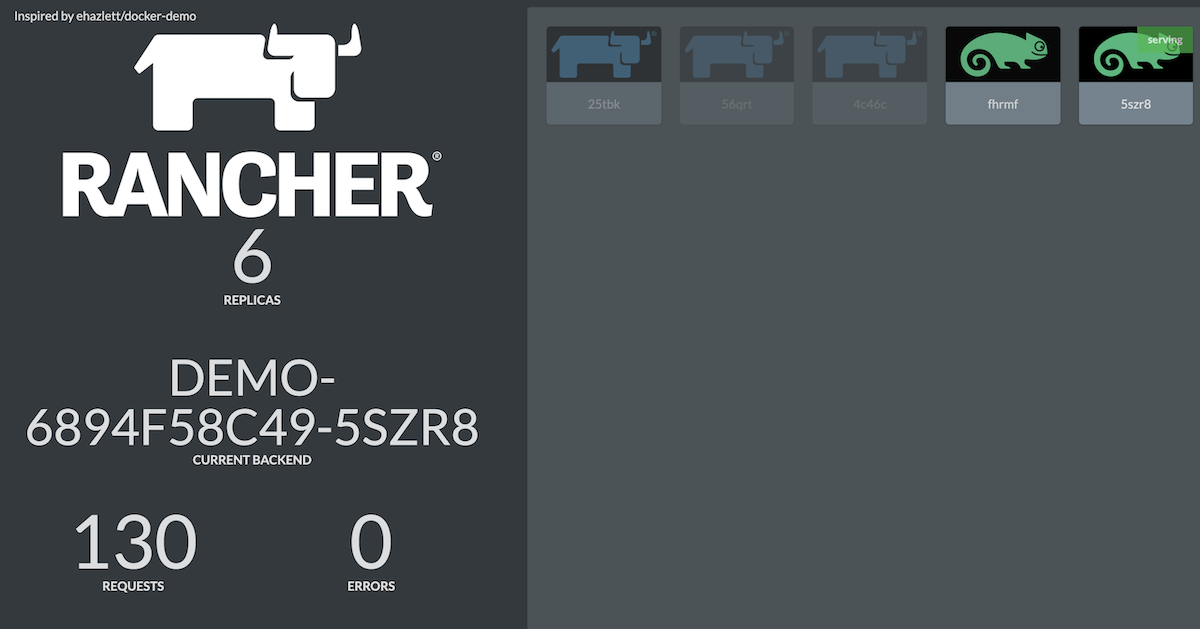 Inspired by ehazlett/docker-demo
RANCHER®
6
REPLICAS
DEMO-
6894F58C49-5SZR8
CURRENT BACKEND
130
REQUESTS
0
ERRORS
25tbk
56qrt
4c46c
fhrmf
serving
5szr8